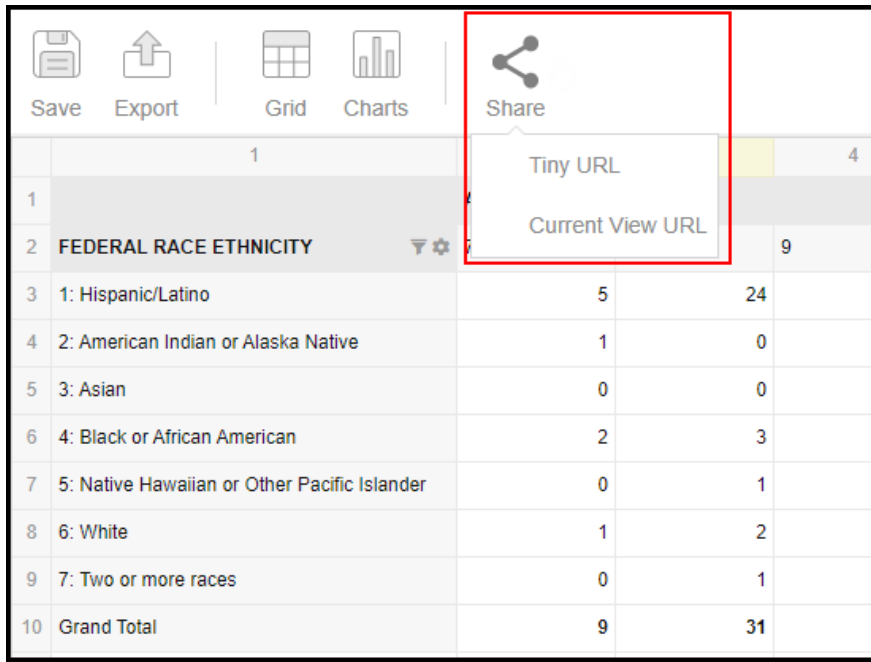 Save Export Grid Charts Share
Tiny URL
Current View URL
1 4
1
2 FEDERAL RACE ETHNICITY 9
3 1: Hispanic/Latino 5 24
4 2: American Indian or Alaska Native 1 0
5 3: Asian 0 0
6 4: Black or African American 2 3
7 5: Native Hawaiian or Other Pacific Islander 0 1
8 6: White 1 2
9 7: Two or more races 0 1
10 Grand Total 9 31